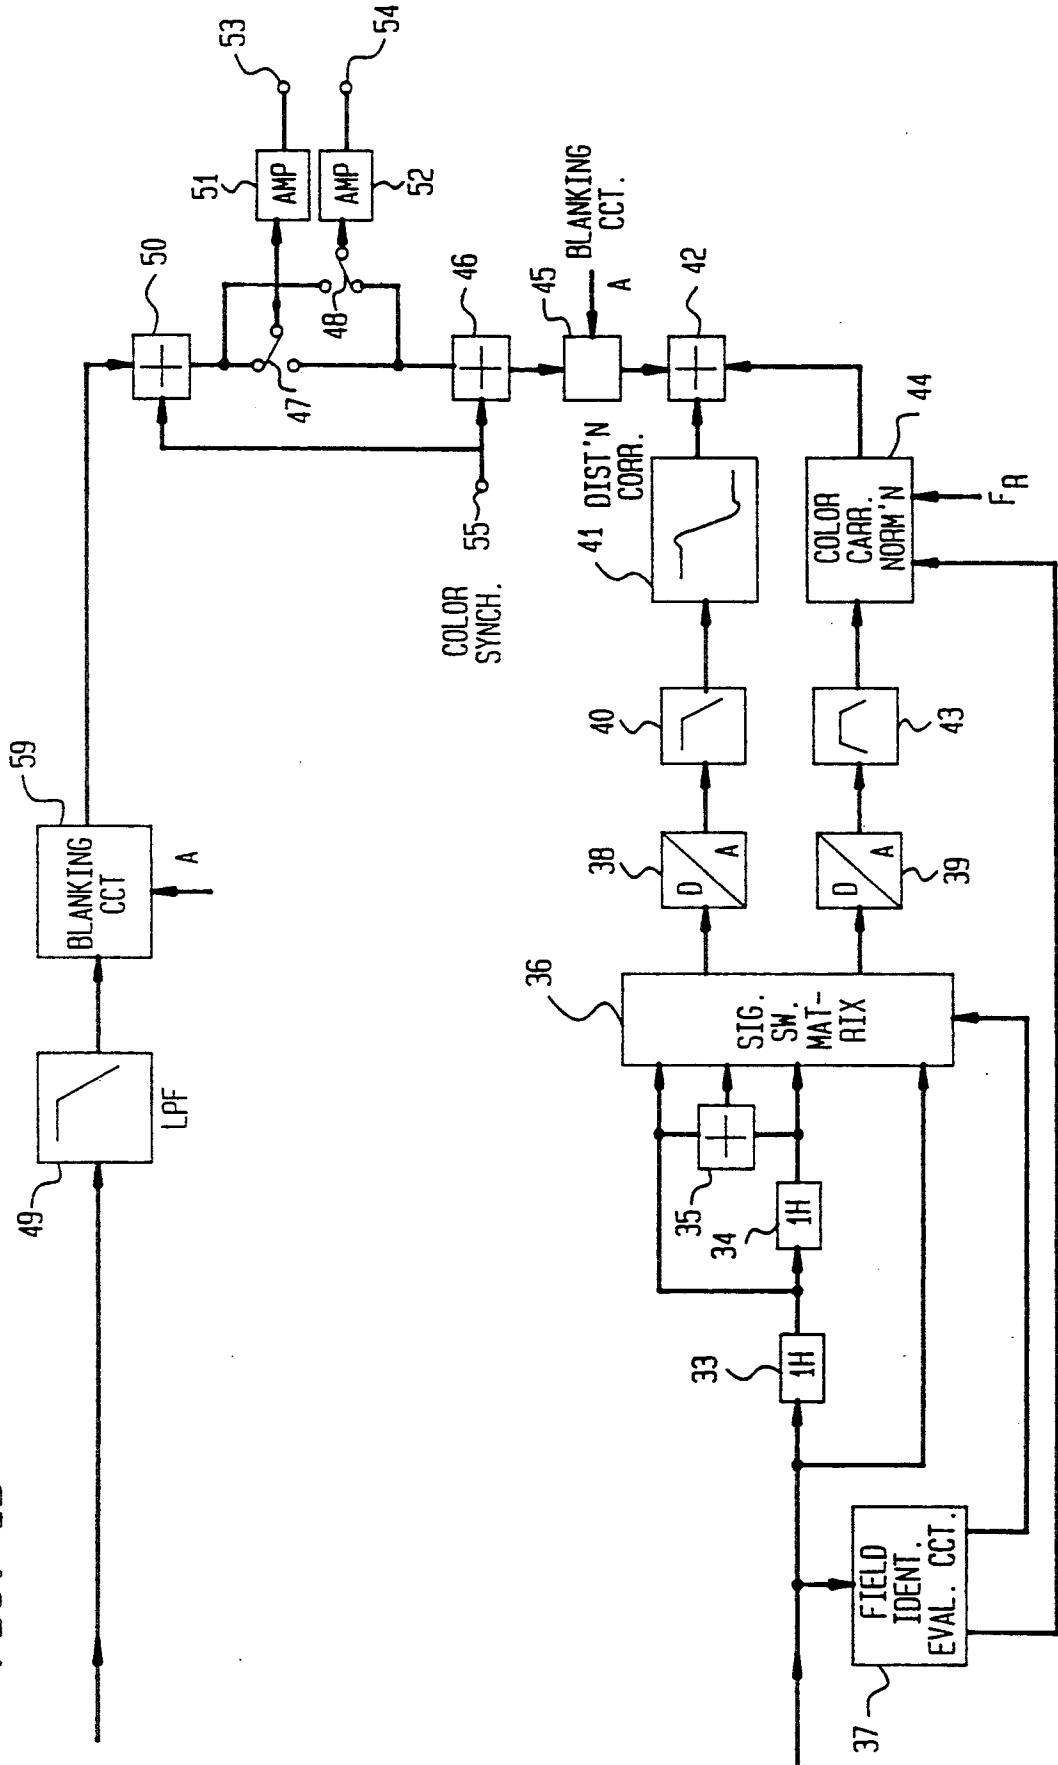 49
LPF
59
BLANKING
CCT
A
50
47
48
51
AMP
53
AMP
52
54
COLOR
SYNCH.
55
46
45
BLANKING
CCT.
A
42
41
DIST'N
CORR.
40
38
D
A
36
SIG.
SW.
MAT-
RIX
35
34
1H
33
1H
39
D
A
43
COLOR
CARR.
NORM'N
44
FR
FIELD
IDENT.
EVAL. CCT.
37